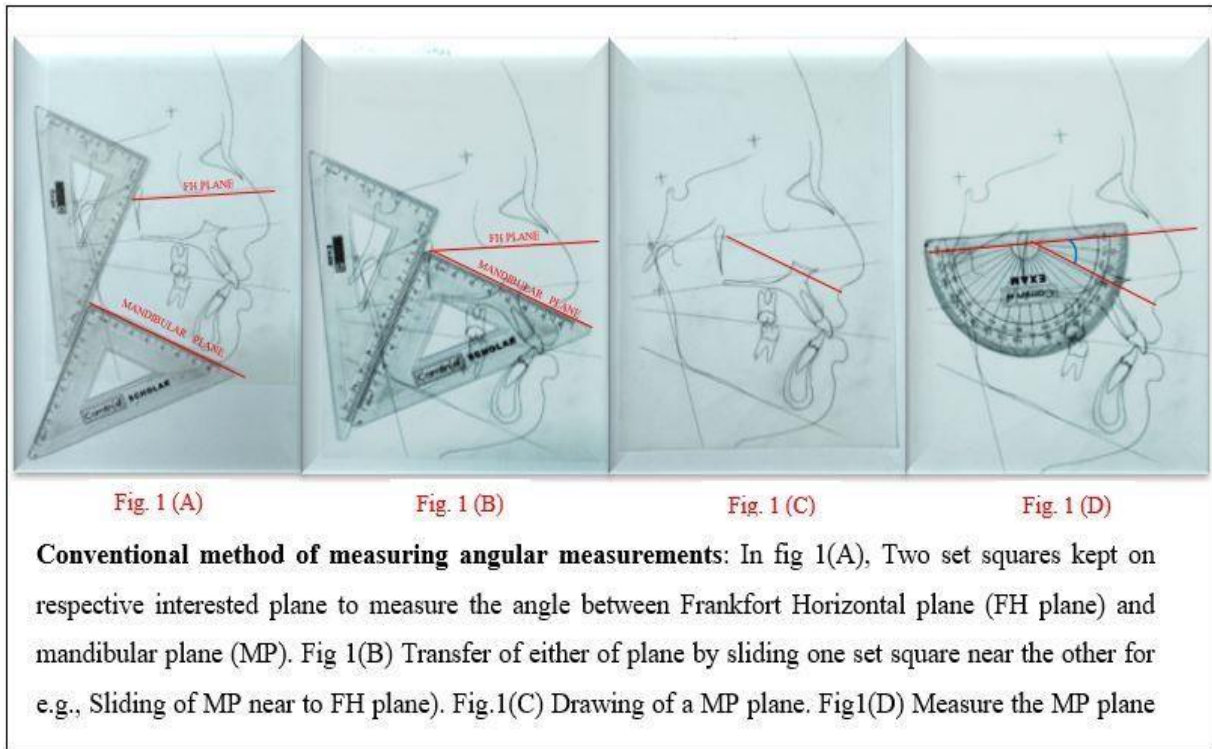 FH PLANE
MANDIBULAR PLANE
SCHOLAR
FH PLANE
MANDIBULAR PLANE
SCHOLAR
EXAM
Fig. 1 (A)
Fig. 1 (B)
Fig. 1 (C)
Fig. 1 (D)
Conventional method of measuring angular measurements: In fig 1(A), Two set squares kept on
respective interested plane to measure the angle between Frankfort Horizontal plane (FH plane) and
mandibular plane (MP). Fig 1(B) Transfer of either of plane by sliding one set square near the other for
e.g., Sliding of MP near to FH plane). Fig.1(C) Drawing of a MP plane. Fig1(D) Measure the MP plane